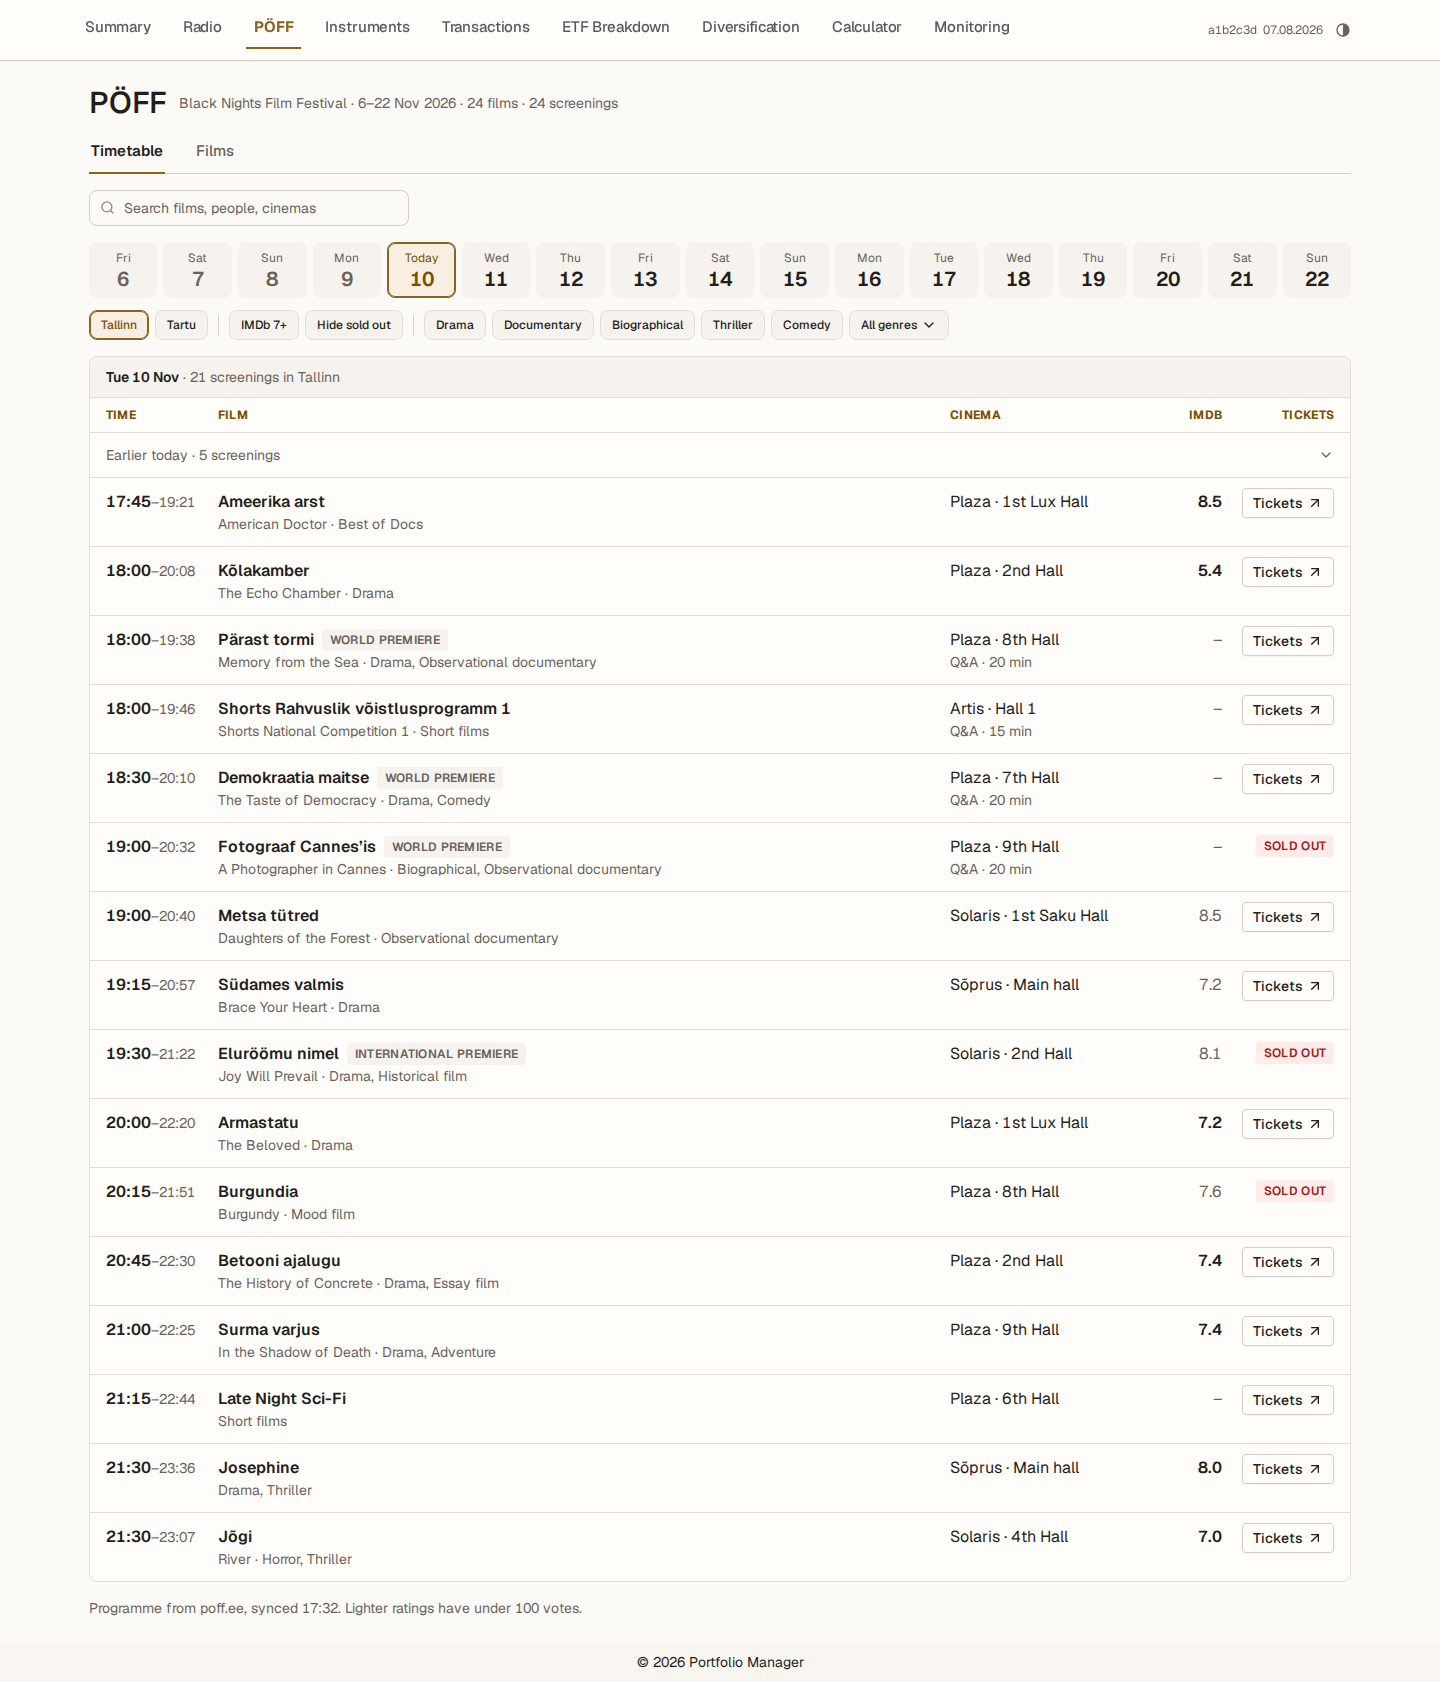 Summary Radio PÖFF Instruments Transactions ETF Breakdown Diversification Calculator Monitoring a1b2c3d 07.08.2026
PÖFF Black Nights Film Festival · 6–22 Nov 2026 · 24 films · 24 screenings
Timetable Films
Search films, people, cinemas
Fri Sat Sun Mon Today Wed Thu Fri Sat Sun Mon Tue Wed Thu Fri Sat Sun
6 7 8 9 10 11 12 13 14 15 16 17 18 19 20 21 22
Tallinn Tartu IMDb 7+ Hide sold out Drama Documentary Biographical Thriller Comedy All genres
Tue 10 Nov · 21 screenings in Tallinn
TIME FILM CINEMA IMDB TICKETS
Earlier today · 5 screenings
17:45–19:21 Ameerika arst Plaza · 1st Lux Hall 8.5 Tickets
American Doctor · Best of Docs
18:00–20:08 Kõlakamber Plaza · 2nd Hall 5.4 Tickets
The Echo Chamber · Drama
18:00–19:38 Pärast tormi WORLD PREMIERE Plaza · 8th Hall – Tickets
Memory from the Sea · Drama, Observational documentary Q&A · 20 min
18:00–19:46 Shorts Rahvuslik võistlusprogramm 1 Artis · Hall 1 – Tickets
Shorts National Competition 1 · Short films Q&A · 15 min
18:30–20:10 Demokraatia maitse WORLD PREMIERE Plaza · 7th Hall – Tickets
The Taste of Democracy · Drama, Comedy Q&A · 20 min
19:00–20:32 Fotograaf Cannes’is WORLD PREMIERE Plaza · 9th Hall – SOLD OUT
A Photographer in Cannes · Biographical, Observational documentary Q&A · 20 min
19:00–20:40 Metsa tütred Solaris · 1st Saku Hall 8.5 Tickets
Daughters of the Forest · Observational documentary
19:15–20:57 Südames valmis Sõprus · Main hall 7.2 Tickets
Brace Your Heart · Drama
19:30–21:22 Eluröömu nimel INTERNATIONAL PREMIERE Solaris · 2nd Hall 8.1 SOLD OUT
Joy Will Prevail · Drama, Historical film
20:00–22:20 Armastatu Plaza · 1st Lux Hall 7.2 Tickets
The Beloved · Drama
20:15–21:51 Burgundia Plaza · 8th Hall 7.6 SOLD OUT
Burgundy · Mood film
20:45–22:30 Betooni ajalugu Plaza · 2nd Hall 7.4 Tickets
The History of Concrete · Drama, Essay film
21:00–22:25 Surma varjus Plaza · 9th Hall 7.4 Tickets
In the Shadow of Death · Drama, Adventure
21:15–22:44 Late Night Sci-Fi Plaza · 6th Hall – Tickets
Short films
21:30–23:36 Josephine Sõprus · Main hall 8.0 Tickets
Drama, Thriller
21:30–23:07 Jõgi Solaris · 4th Hall 7.0 Tickets
River · Horror, Thriller
Programme from poff.ee, synced 17:32. Lighter ratings have under 100 votes.
© 2026 Portfolio Manager